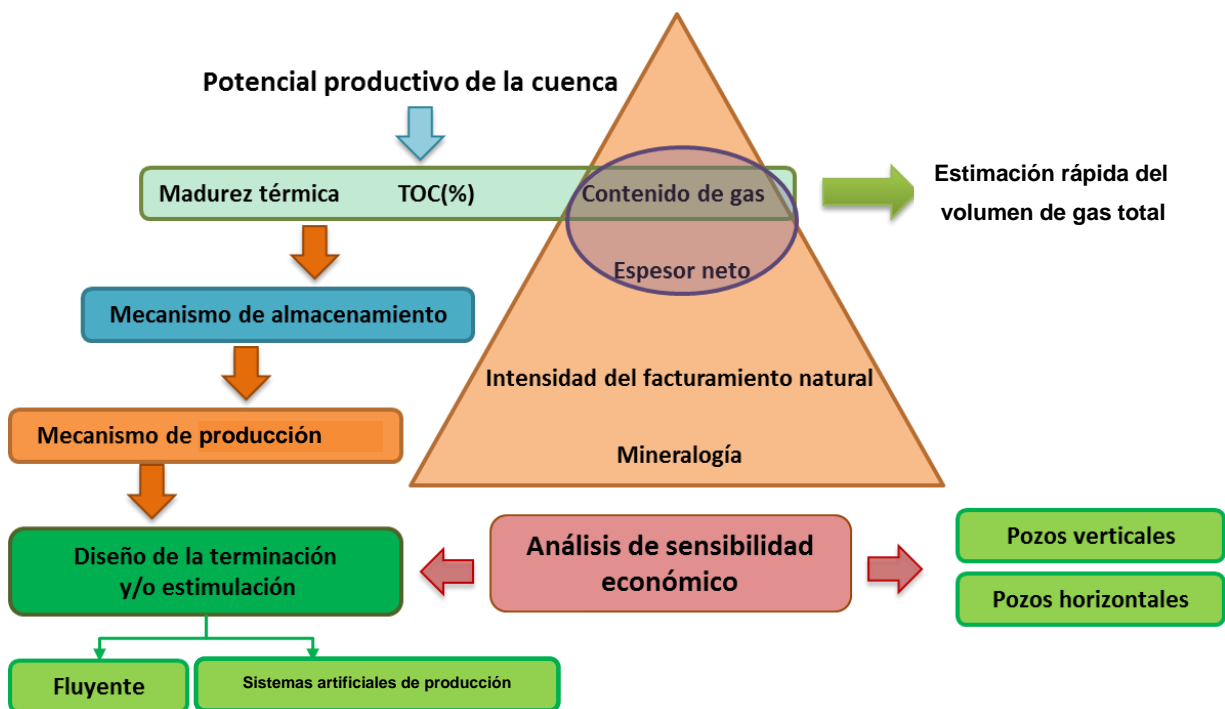 Potencial productivo de la cuenca
Madurez térmica
TOC(%)
Contenido de gas
Estimación rápida del
volumen de gas total
Espesor neto
Mecanismo de almacenamiento
Intensidad del facturamiento natural
Mecanismo de producción
Mineralogía
Diseño de la terminación
y/o estimulación
Análisis de sensibilidad
económico
Pozos verticales
Pozos horizontales
Fluyente
Sistemas artificiales de producción